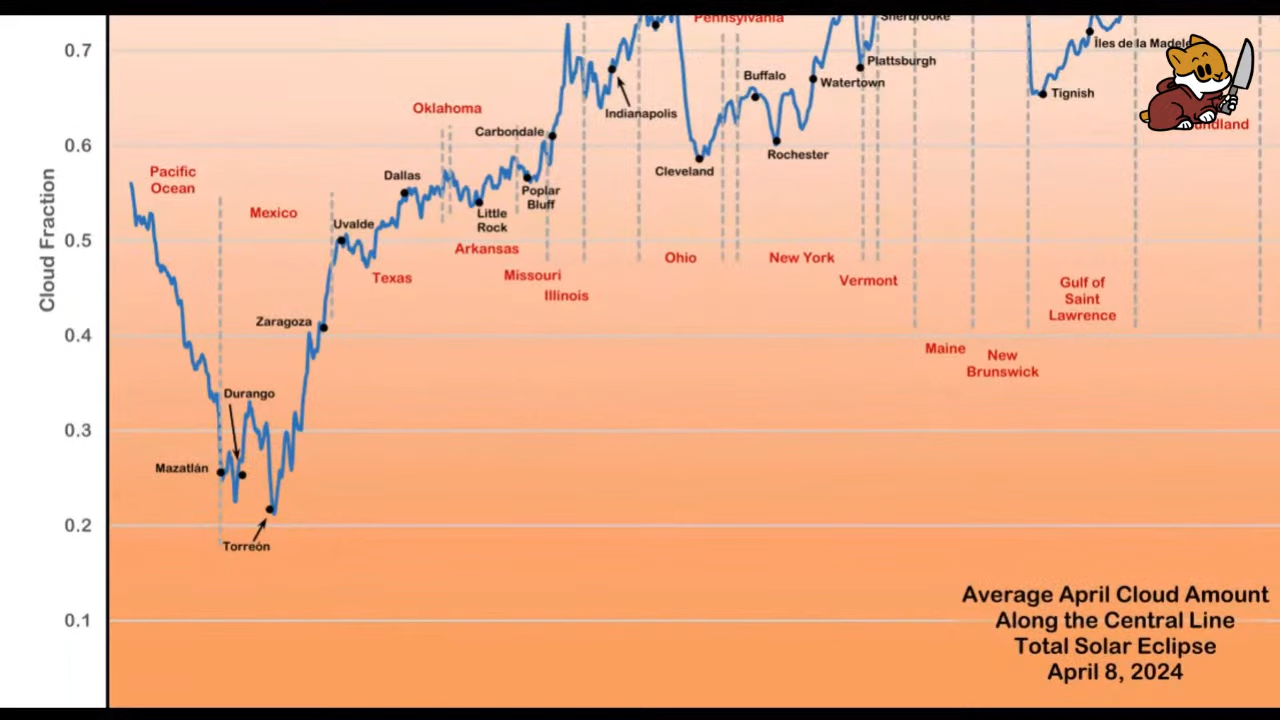 Pennsylvania
Sherbrooke
0.7
Îles de la Madele
Plattsburgh
Buffalo
Watertown
Tignish
Oklahoma
Indianapolis
Carbondale
0.6
Rochester
Cleveland
Pacific
Ocean
Dallas
Poplar
Bluff
Mexico
Uvalde
Little
Rock
Cloud Fraction
0.5
Arkansas
Ohio
New York
Texas
Missouri
Vermont
Illinois
Gulf of
Saint
Lawrence
Zaragoza
0.4
Maine
New
Brunswick
Durango
0.3
Mazatlán
0.2
Torreón
0.1
Average April Cloud Amount
Along the Central Line
Total Solar Eclipse
April 8, 2024